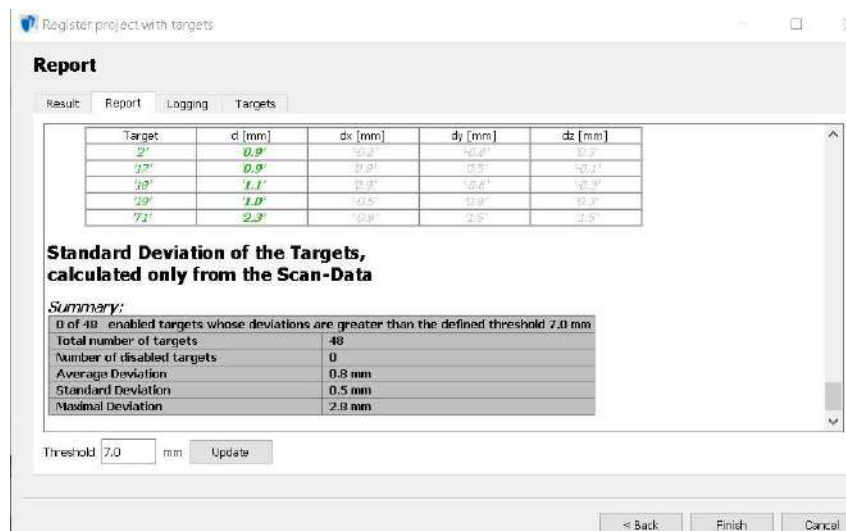 Register project with targets
Report
Result Report Logging Targets
Target d [mm] dx [mm] dy [mm] dz [mm]
'0.9'
'17' '0.9'
'1.1'
'19' '1.0'
'71' '2.3'
Standard Deviation of the Targets,
calculated only from the Scan-Data
Summary:
0 of 48 enabled targets whose deviations are greater than the defined threshold 7.0 mm
Total number of targets 48
Number of disabled targets 0
Average Deviation 0.8 mm
Standard Deviation 0.5 mm
Maximal Deviation 2.8 mm
Threshold 7.0 mm Update
< Back Finish Cancel